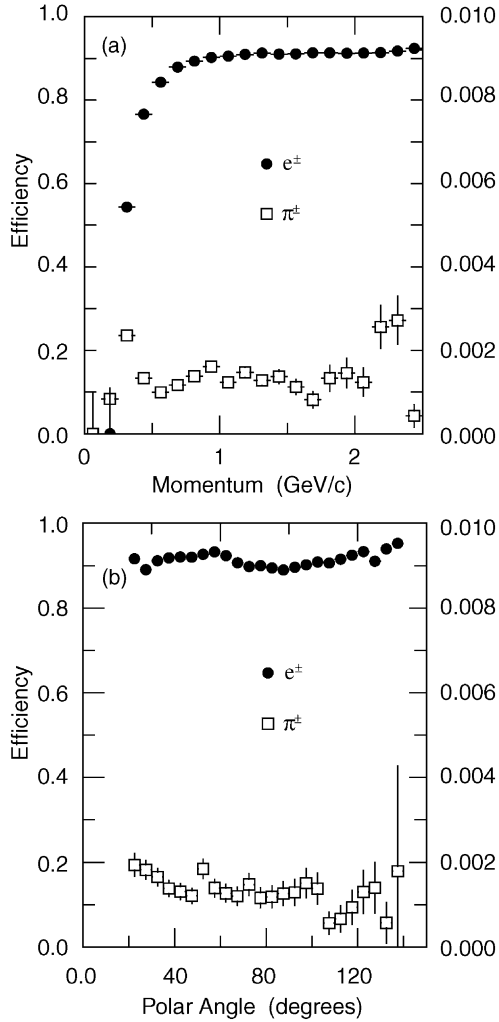 1.0 0.010
(a)
0.8 0.008
e±
0.6 0.006
π±
Efficiency
0.4 0.004
0.2 0.002
0.0 0.000
0 1 2
Momentum (GeV/c)
1.0 0.010
(b)
0.8 0.008
e±
0.6 0.006
π±
Efficiency
0.4 0.004
0.2 0.002
0.0 0.000
0.0 40 80 120
Polar Angle (degrees)